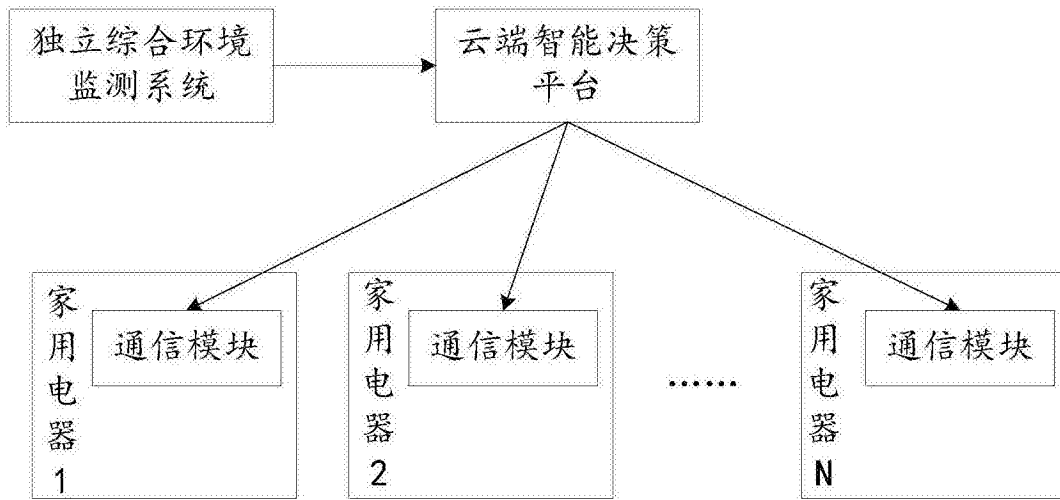 独立综合环境
监测系统
云端智能决策
平台
家用电器1
通信模块
家用电器2
通信模块
……
家用电器N
通信模块